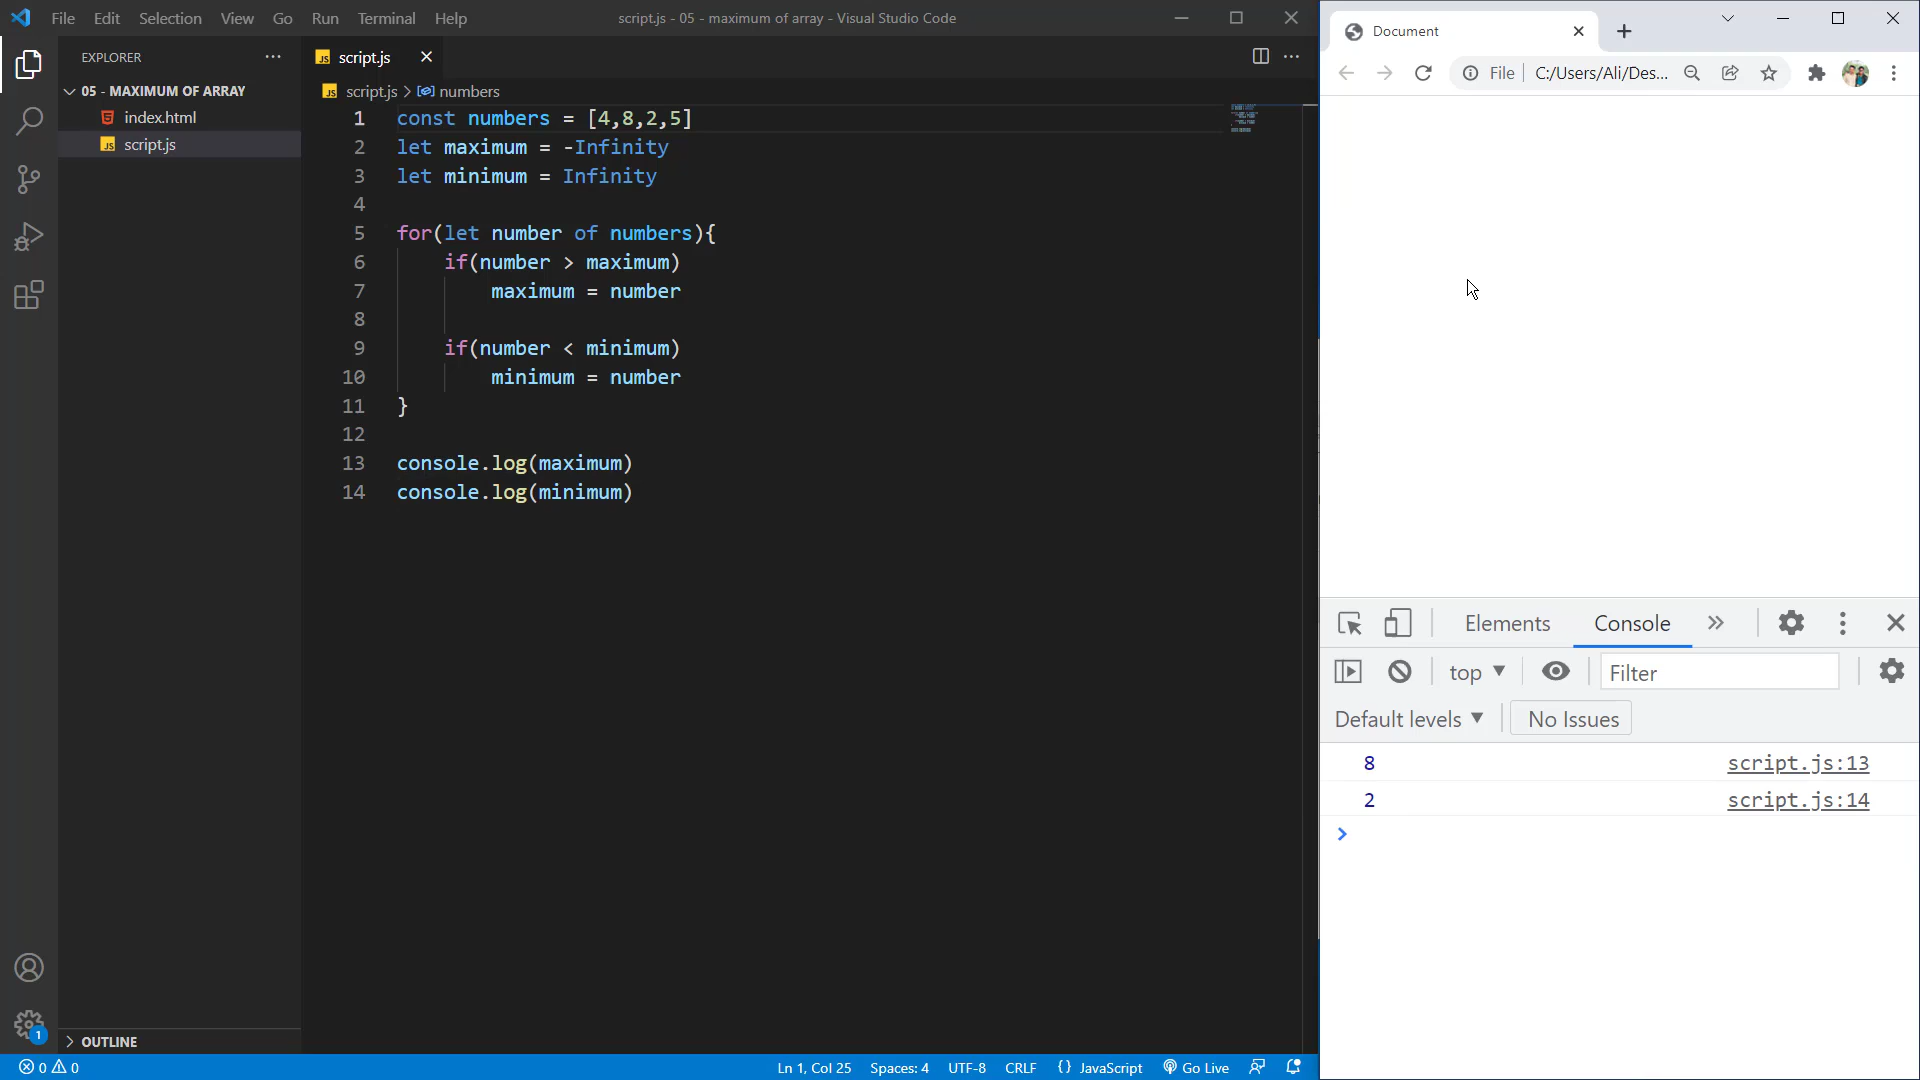 File Edit Selection View Go Run Terminal Help
script.js - 05 - maximum of array - Visual Studio Code
EXPLORER
05 - MAXIMUM OF ARRAY
index.html
script.js
OUTLINE
script.js
script.js > numbers
1 const numbers = [4,8,2,5]
2 let maximum = -Infinity
3 let minimum = Infinity
4
5 for(let number of numbers){
6 if(number > maximum)
7 maximum = number
8
9 if(number < minimum)
10 minimum = number
11 }
12
13 console.log(maximum)
14 console.log(minimum)
1
0 0
Ln 1, Col 25 Spaces: 4 UTF-8 CRLF {} JavaScript Go Live
Document
File C:/Users/Ali/Des...
Elements Console
top Filter
Default levels No Issues
8 script.js:13
2 script.js:14